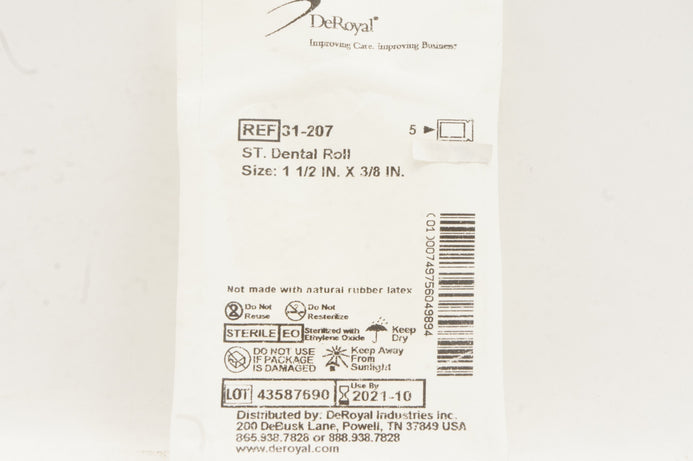 DeRoyal®
Improving Care. Improving Business.
REF 31-207 5
ST. Dental Roll
Size: 1 1/2 IN. X 3/8 IN.
(01)00749756049894
Not made with natural rubber latex
Do Not Reuse
Do Not Resterilize
STERILE EO Sterilized with Ethylene Oxide
Keep Dry
DO NOT USE IF PACKAGE IS DAMAGED
Keep Away From Sunlight
LOT 43587690 Use By 2021-10
Distributed by: DeRoyal Industries Inc.
200 DeBusk Lane, Powell, TN 37849 USA
865.938.7828 or 888.938.7828
www.deroyal.com